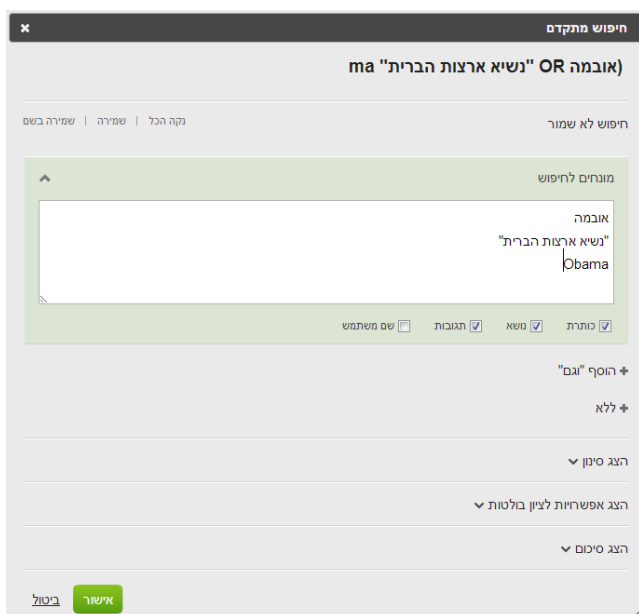 חיפוש מתקדם
(אובמה OR "נשיא ארצות הברית" ma
חיפוש לא שמור
נקה הכל | שמירה | שמירה בשם
מונחים לחיפוש
אובמה
"נשיא ארצות הברית"
Obama
כותרת נושא תגובות שם משתמש
הוסף "וגם"
ללא
הצג סינון
הצג אפשרויות לציון בולטות
הצג סיכום
אישור ביטול